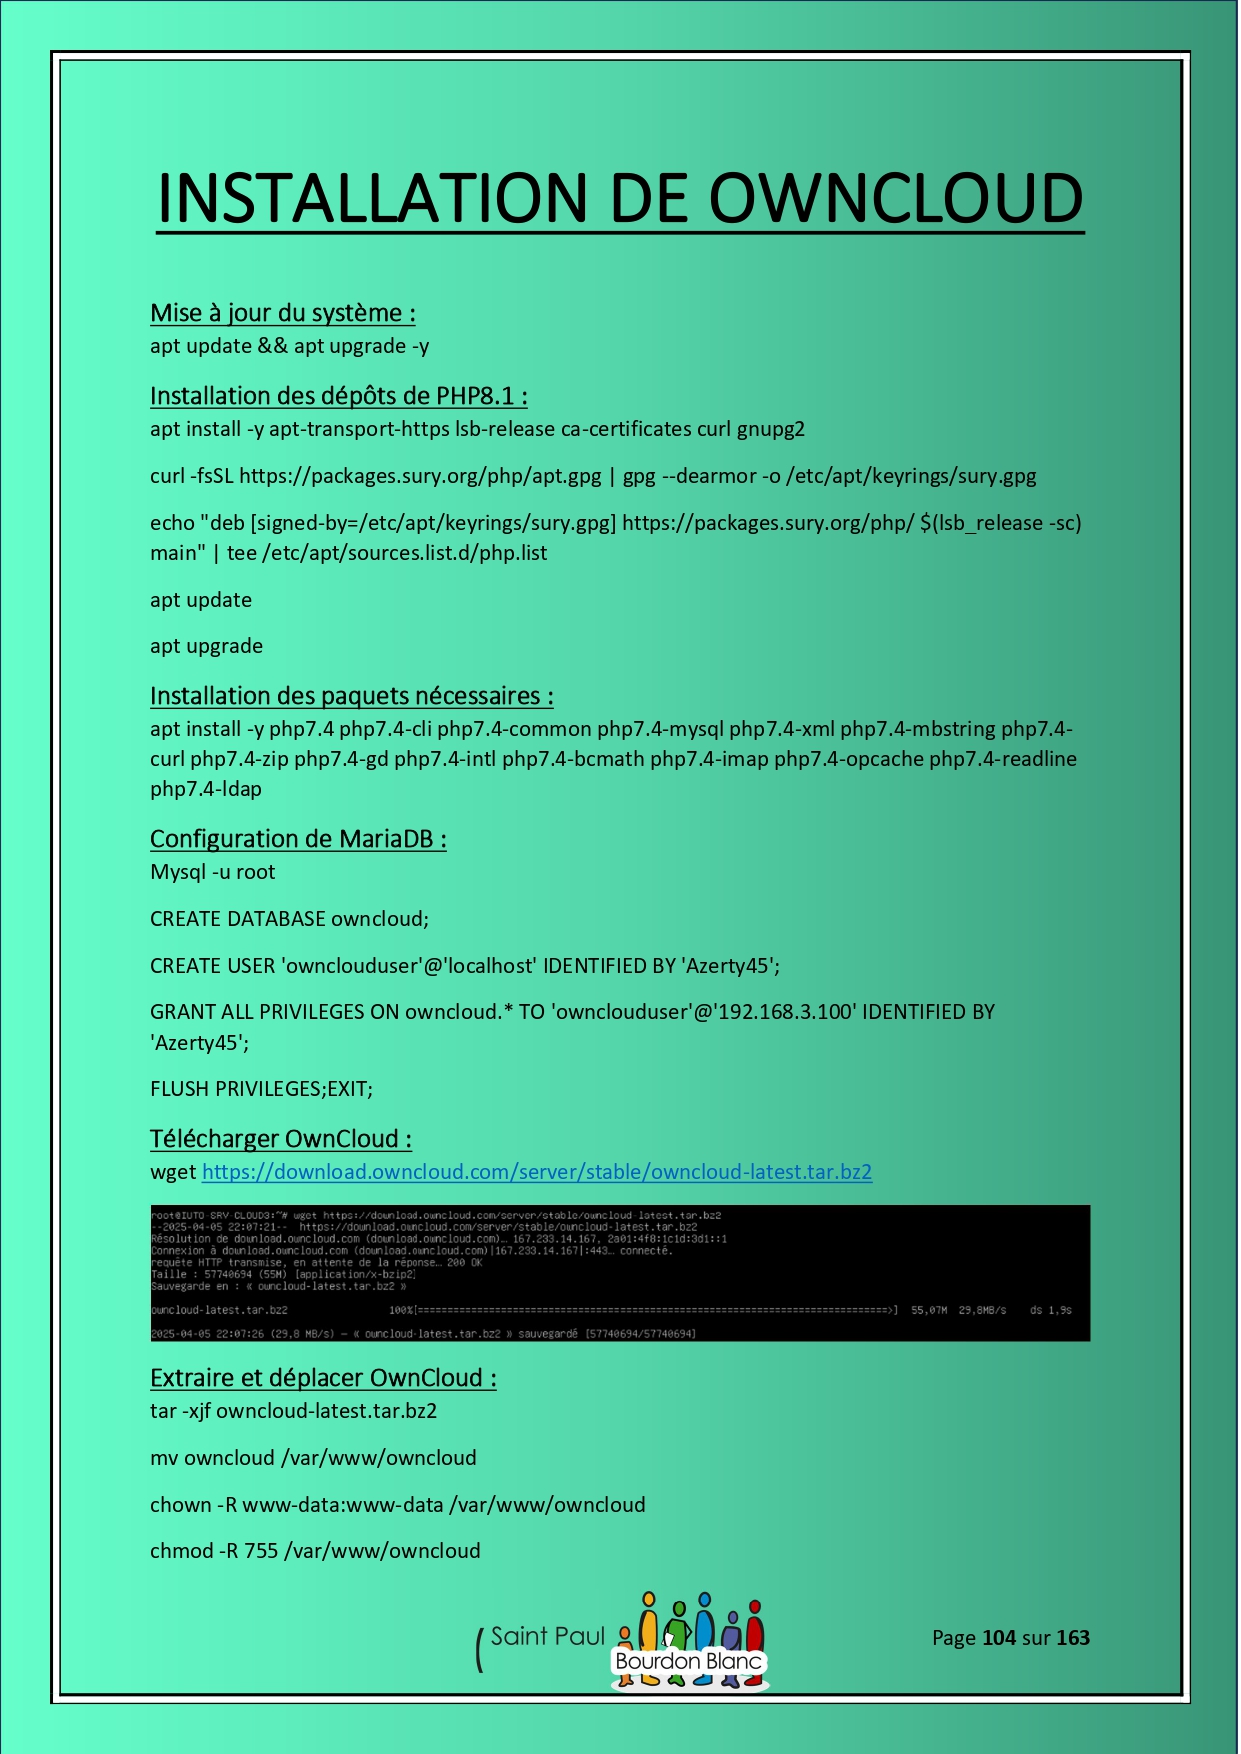 INSTALLATION DE OWNCLOUD
Mise à jour du système :
apt update && apt upgrade -y
Installation des dépôts de PHP8.1 :
apt install -y apt-transport-https lsb-release ca-certificates curl gnupg2
curl -fsSL https://packages.sury.org/php/apt.gpg | gpg --dearmor -o /etc/apt/keyrings/sury.gpg
echo "deb [signed-by=/etc/apt/keyrings/sury.gpg] https://packages.sury.org/php/ $(lsb_release -sc)
main" | tee /etc/apt/sources.list.d/php.list
apt update
apt upgrade
Installation des paquets nécessaires :
apt install -y php7.4 php7.4-cli php7.4-common php7.4-mysql php7.4-xml php7.4-mbstring php7.4-
curl php7.4-zip php7.4-gd php7.4-intl php7.4-bcmath php7.4-imap php7.4-opcache php7.4-readline
php7.4-ldap
Configuration de MariaDB :
Mysql -u root
CREATE DATABASE owncloud;
CREATE USER 'ownclouduser'@'localhost' IDENTIFIED BY 'Azerty45';
GRANT ALL PRIVILEGES ON owncloud.* TO 'ownclouduser'@'192.168.3.100' IDENTIFIED BY
'Azerty45';
FLUSH PRIVILEGES;EXIT;
Télécharger OwnCloud :
wget https://download.owncloud.com/server/stable/owncloud-latest.tar.bz2
root@IUTO-SRV-CLOUD3:~# wget https://download.owncloud.com/server/stable/owncloud-latest.tar.bz2
--2025-04-05 22:07:21-- https://download.owncloud.com/server/stable/owncloud-latest.tar.bz2
Résolution de download.owncloud.com (download.owncloud.com)… 167.233.14.167, 2a01:4f8:1c1d:3d1::1
Connexion à download.owncloud.com (download.owncloud.com)|167.233.14.167|:443… connecté.
requête HTTP transmise, en attente de la réponse… 200 OK
Taille : 57740694 (55M) [application/x-bzip2]
Sauvegarde en : « owncloud-latest.tar.bz2 »
owncloud-latest.tar.bz2 100%[=================================================================================>] 55,07M 29,8MB/s ds 1,9s
2025-04-05 22:07:26 (29,8 MB/s) – « owncloud-latest.tar.bz2 » sauvegardé [57740694/57740694]
Extraire et déplacer OwnCloud :
tar -xjf owncloud-latest.tar.bz2
mv owncloud /var/www/owncloud
chown -R www-data:www-data /var/www/owncloud
chmod -R 755 /var/www/owncloud
Saint Paul
Bourdon Blanc
Page 104 sur 163